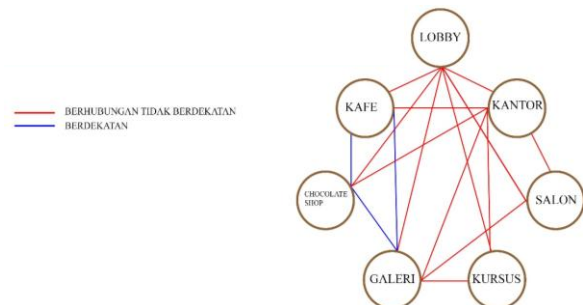 LOBBY
KAFE
KANTOR
BERHUBUNGAN TIDAK BERDEKATAN
BERDEKATAN
CHOCOLATE
SHOP
SALON
GALERI
KURSUS